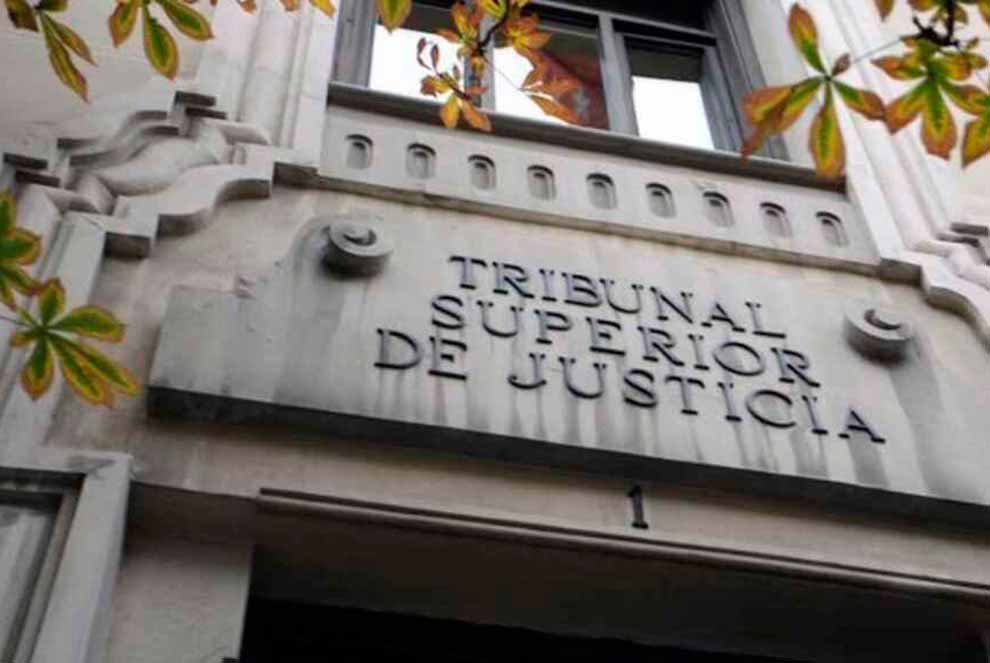 TRIBUNAL
SUPERIOR
DE JUSTICIA
1